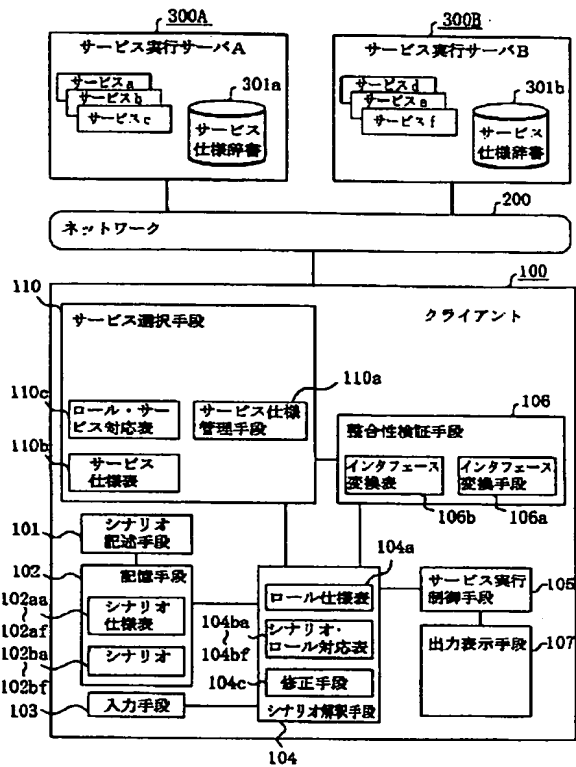 300A
サービス実行サーバA
サービスa
サービスb
サービスc
301a
サービス
仕様辞書
300B
サービス実行サーバB
サービスd
サービスe
サービスf
301b
サービス
仕様辞書
200
ネットワーク
100
クライアント
110
サービス選択手段
110a
110c
ロール・サー
ビス対応表
サービス仕様
管理手段
110b
サービス
仕様表
106
整合性検証手段
インタフェース
変換表
インタフェース
変換手段
106b
106a
101
シナリオ
記述手段
102
記憶手段
102aa
~
102af
シナリオ
仕様表
102ba
~
102bf
シナリオ
103
入力手段
104a
ロール仕様表
104ba
~
104bf
シナリオ・
ロール対応表
104c
修正手段
シナリオ解釈手段
104
サービス実行
制御手段
105
出力表示手段
107